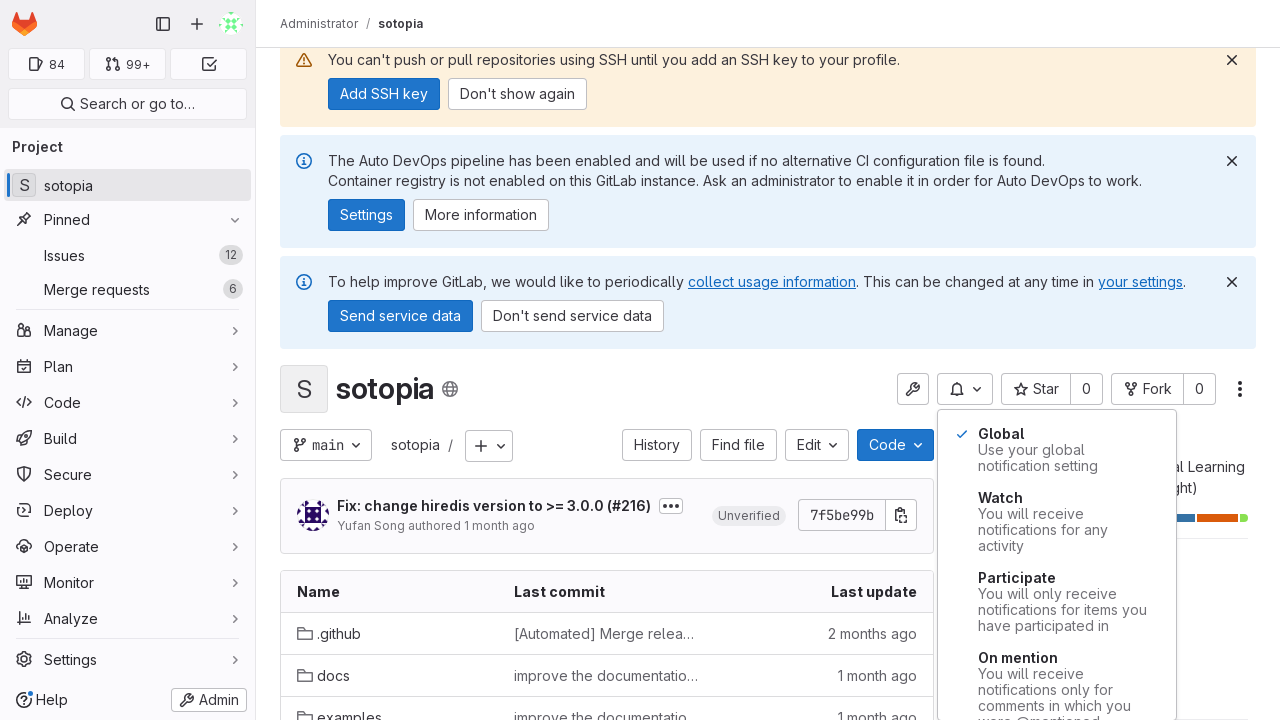 Administrator / sotopia
84
99+
Search or go to…
Project
S sotopia
Pinned
Issues 12
Merge requests 6
Manage
Plan
Code
Build
Secure
Deploy
Operate
Monitor
Analyze
Settings
Help
Admin
You can't push or pull repositories using SSH until you add an SSH key to your profile.
Add SSH key Don't show again
The Auto DevOps pipeline has been enabled and will be used if no alternative CI configuration file is found.
Container registry is not enabled on this GitLab instance. Ask an administrator to enable it in order for Auto DevOps to work.
Settings More information
To help improve GitLab, we would like to periodically collect usage information. This can be changed at any time in your settings.
Send service data Don't send service data
S sotopia
Star 0 Fork 0
main sotopia / History Find file Edit Code
Fix: change hiredis version to >= 3.0.0 (#216)
Yufan Song authored 1 month ago
Unverified 7f5be99b
Name Last commit Last update
.github [Automated] Merge relea… 2 months ago
docs improve the documentatio… 1 month ago
examples improve the documentatio… 1 month ago
Global
Use your global
notification setting
Watch
You will receive
notifications for any
activity
Participate
You will only receive
notifications for items you
have participated in
On mention
You will receive
notifications only for
comments in which you
were @mentioned
al Learning
ght)